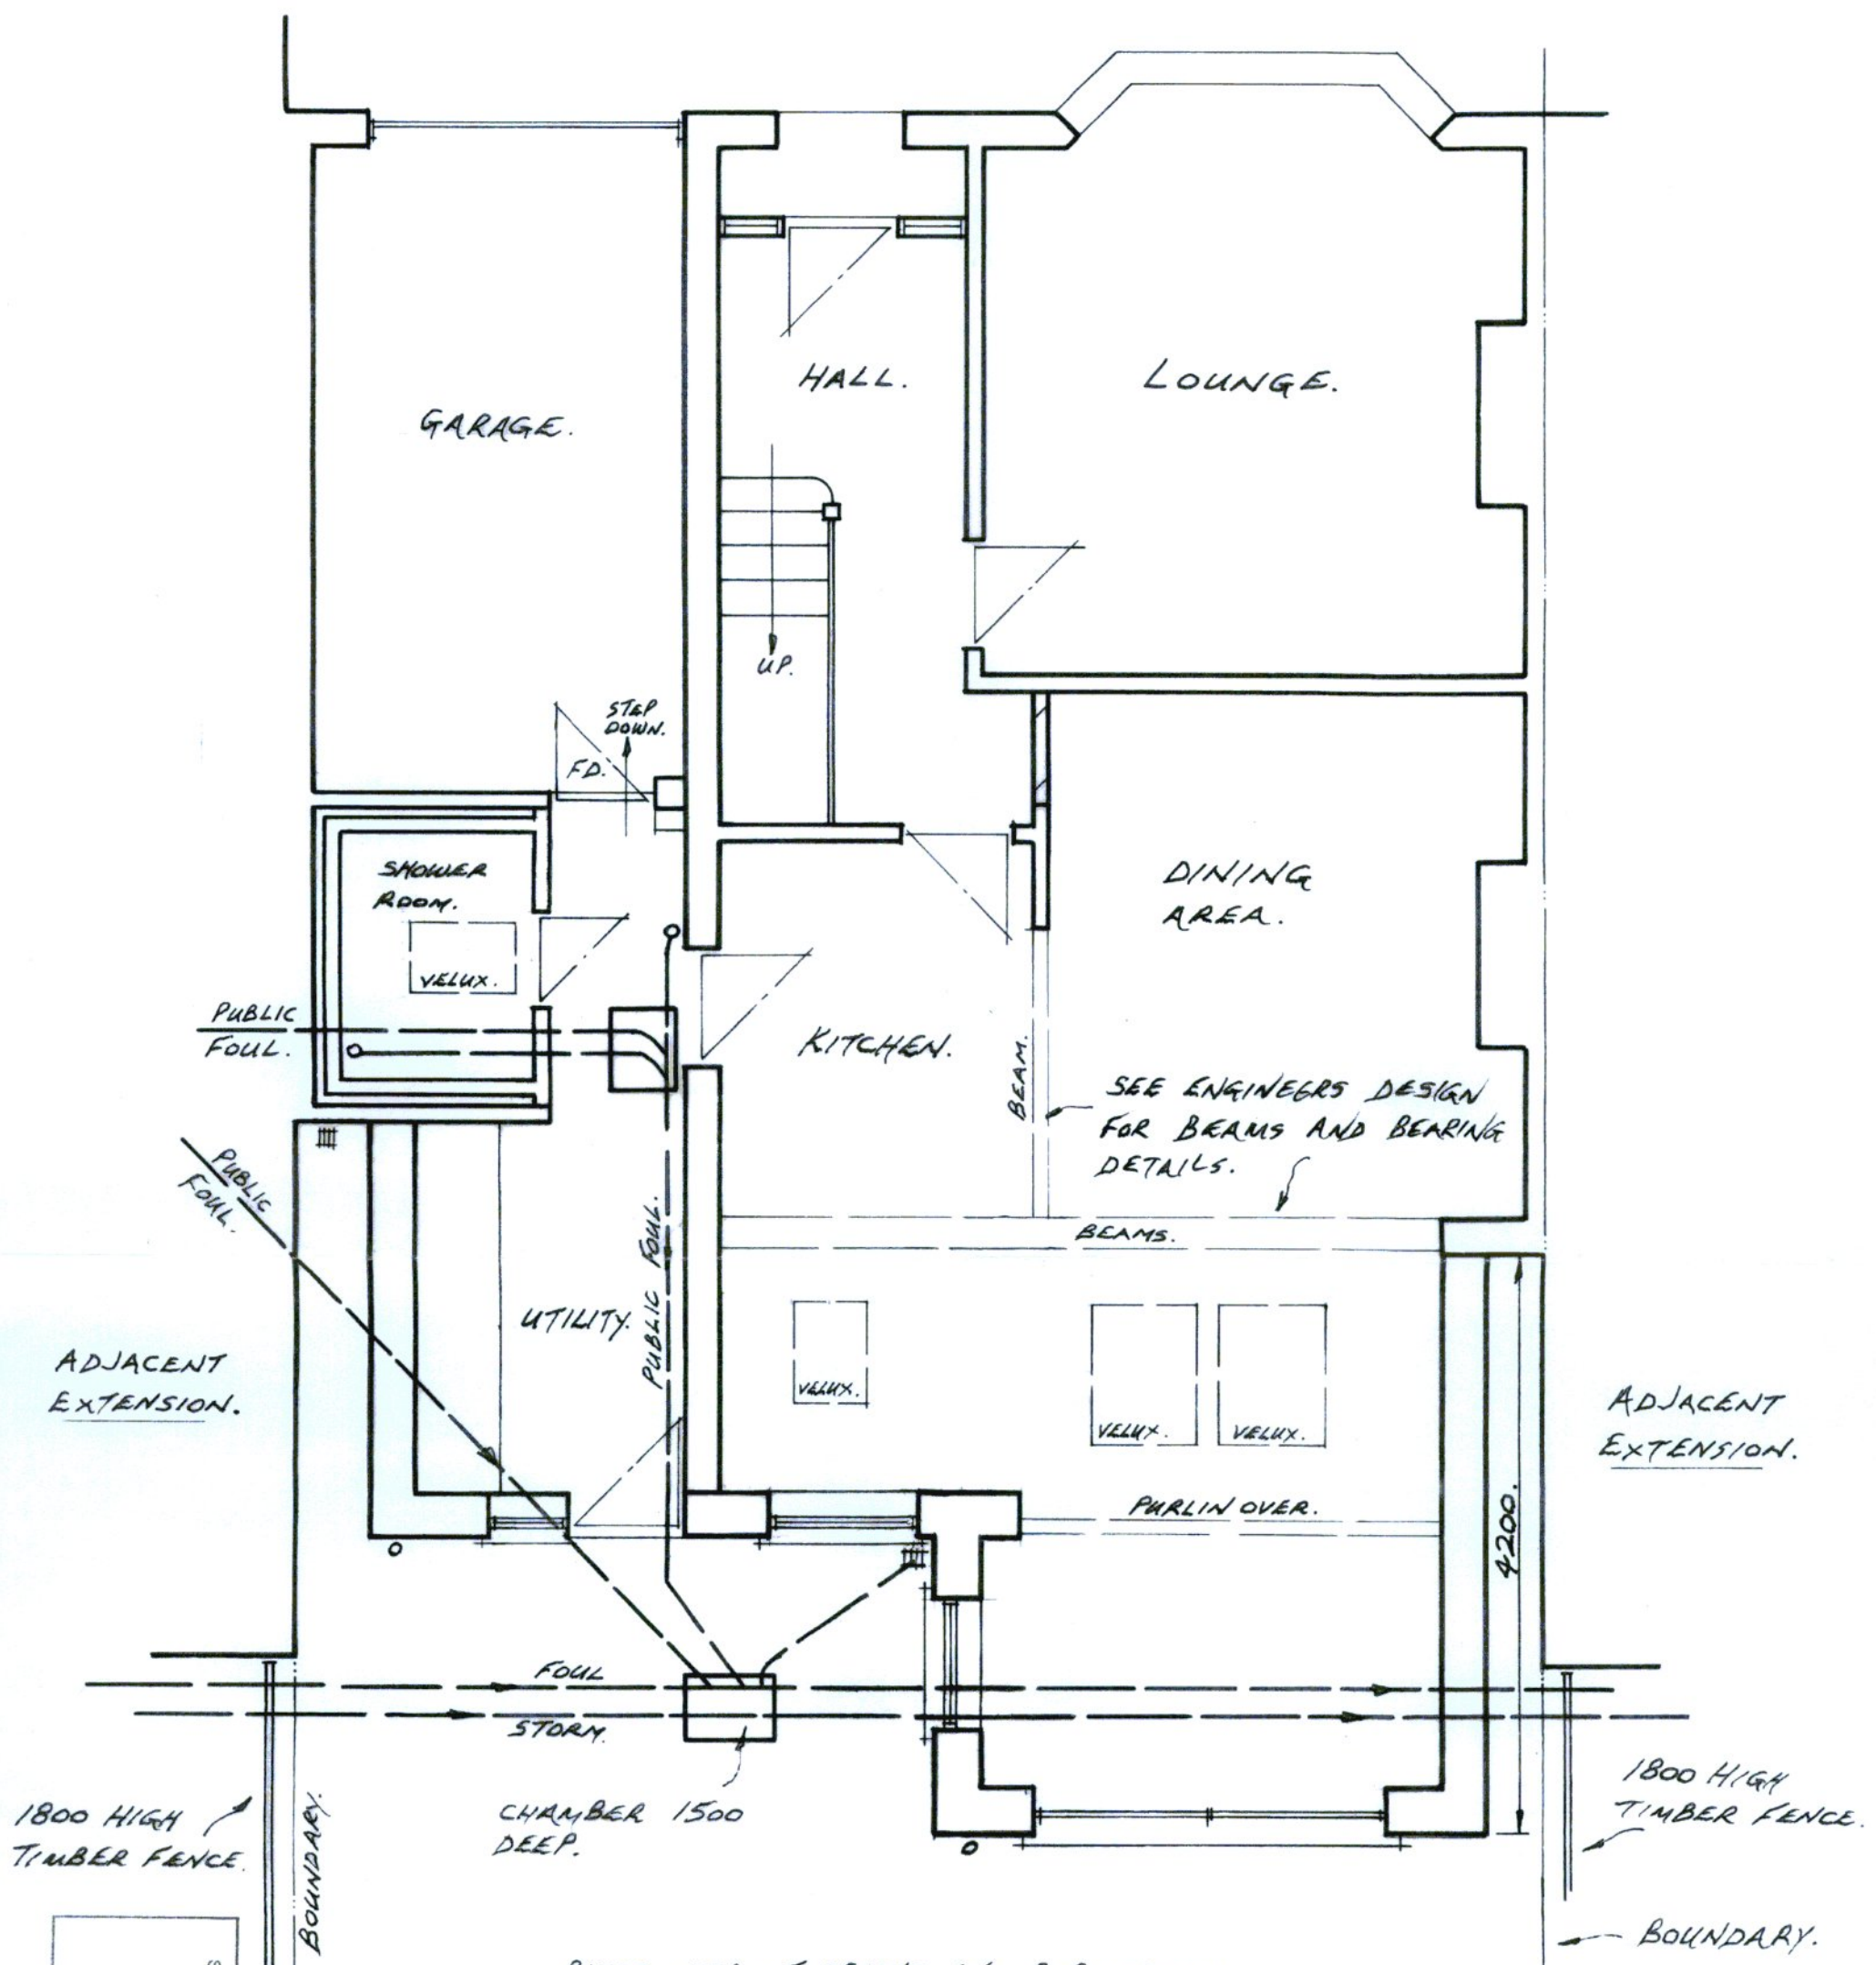 HALL.
LOUNGE.
GARAGE.
UP.
STEP
DOWN.
FD.
SHOWER
ROOM.
VELUX.
DINING
AREA.
PUBLIC
FOUL.
KITCHEN.
BEAM.
SEE ENGINEERS DESIGN
FOR BEAMS AND BEARING
DETAILS.
PUBLIC
FOUL.
PUBLIC FOUL.
BEAMS.
UTILITY.
VELUX.
VELUX.
VELUX.
ADJACENT
EXTENSION.
ADJACENT
EXTENSION.
PURLIN OVER.
4200.
FOUL
STORM.
CHAMBER 1500
DEEP.
1800 HIGH
TIMBER FENCE.
BOUNDARY.
1800 HIGH
TIMBER FENCE.
BOUNDARY.